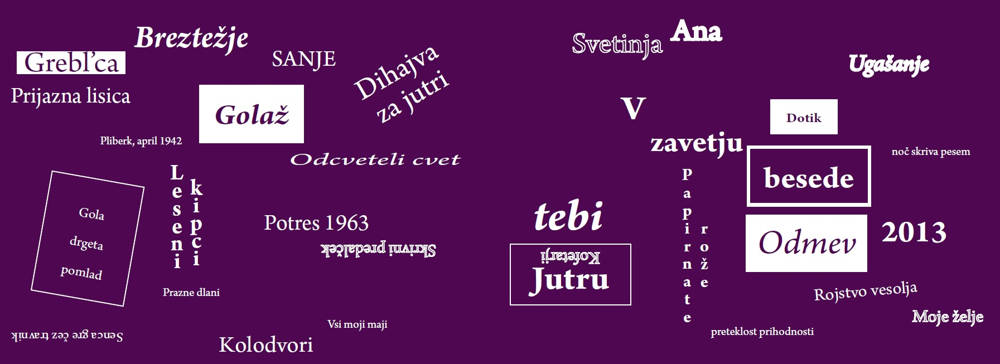 Breztežje
Grebl'ca
SANJE
Prijazna lisica
Dihajva
za jutri
Golaž
Pliberk, april 1942
Odcveteli cvet
Leseni
kipci
Gola
drgeta
pomlad
Potres 1963
Skrivni predalček
Prazne dlani
Vsi moji maji
Senca gre čez travnik
Kolodvori
Svetinja
Ana
Ugašanje
V
zavetju
Dotik
noč skriva pesem
besede
Papirnate
rože
tebi
Odmev
2013
Kofetarji
Jutru
Rojstvo vesolja
Moje želje
preteklost prihodnosti